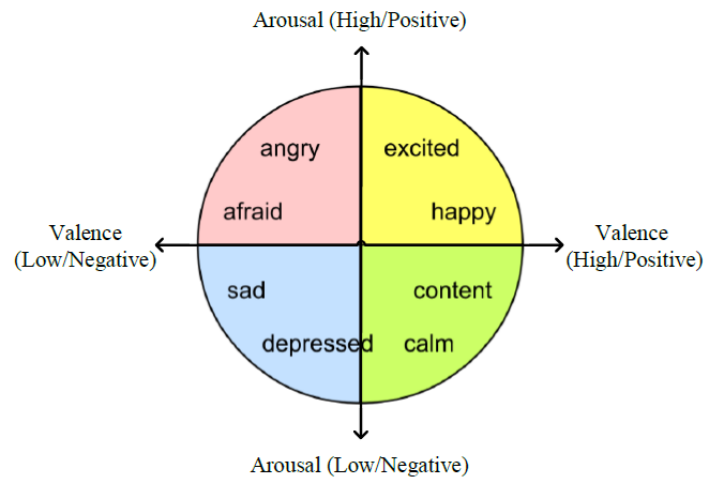 Arousal (High/Positive)
angry
excited
afraid
happy
Valence
(Low/Negative)
Valence
(High/Positive)
sad
content
depressed
calm
Arousal (Low/Negative)